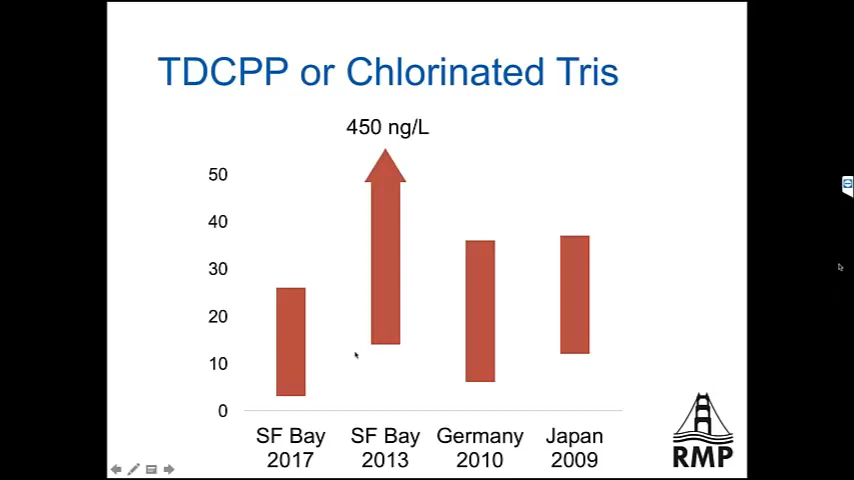 TDCPP or Chlorinated Tris
450 ng/L
50
40
30
20
10
0
SF Bay SF Bay Germany Japan
2017 2013 2010 2009
RMP